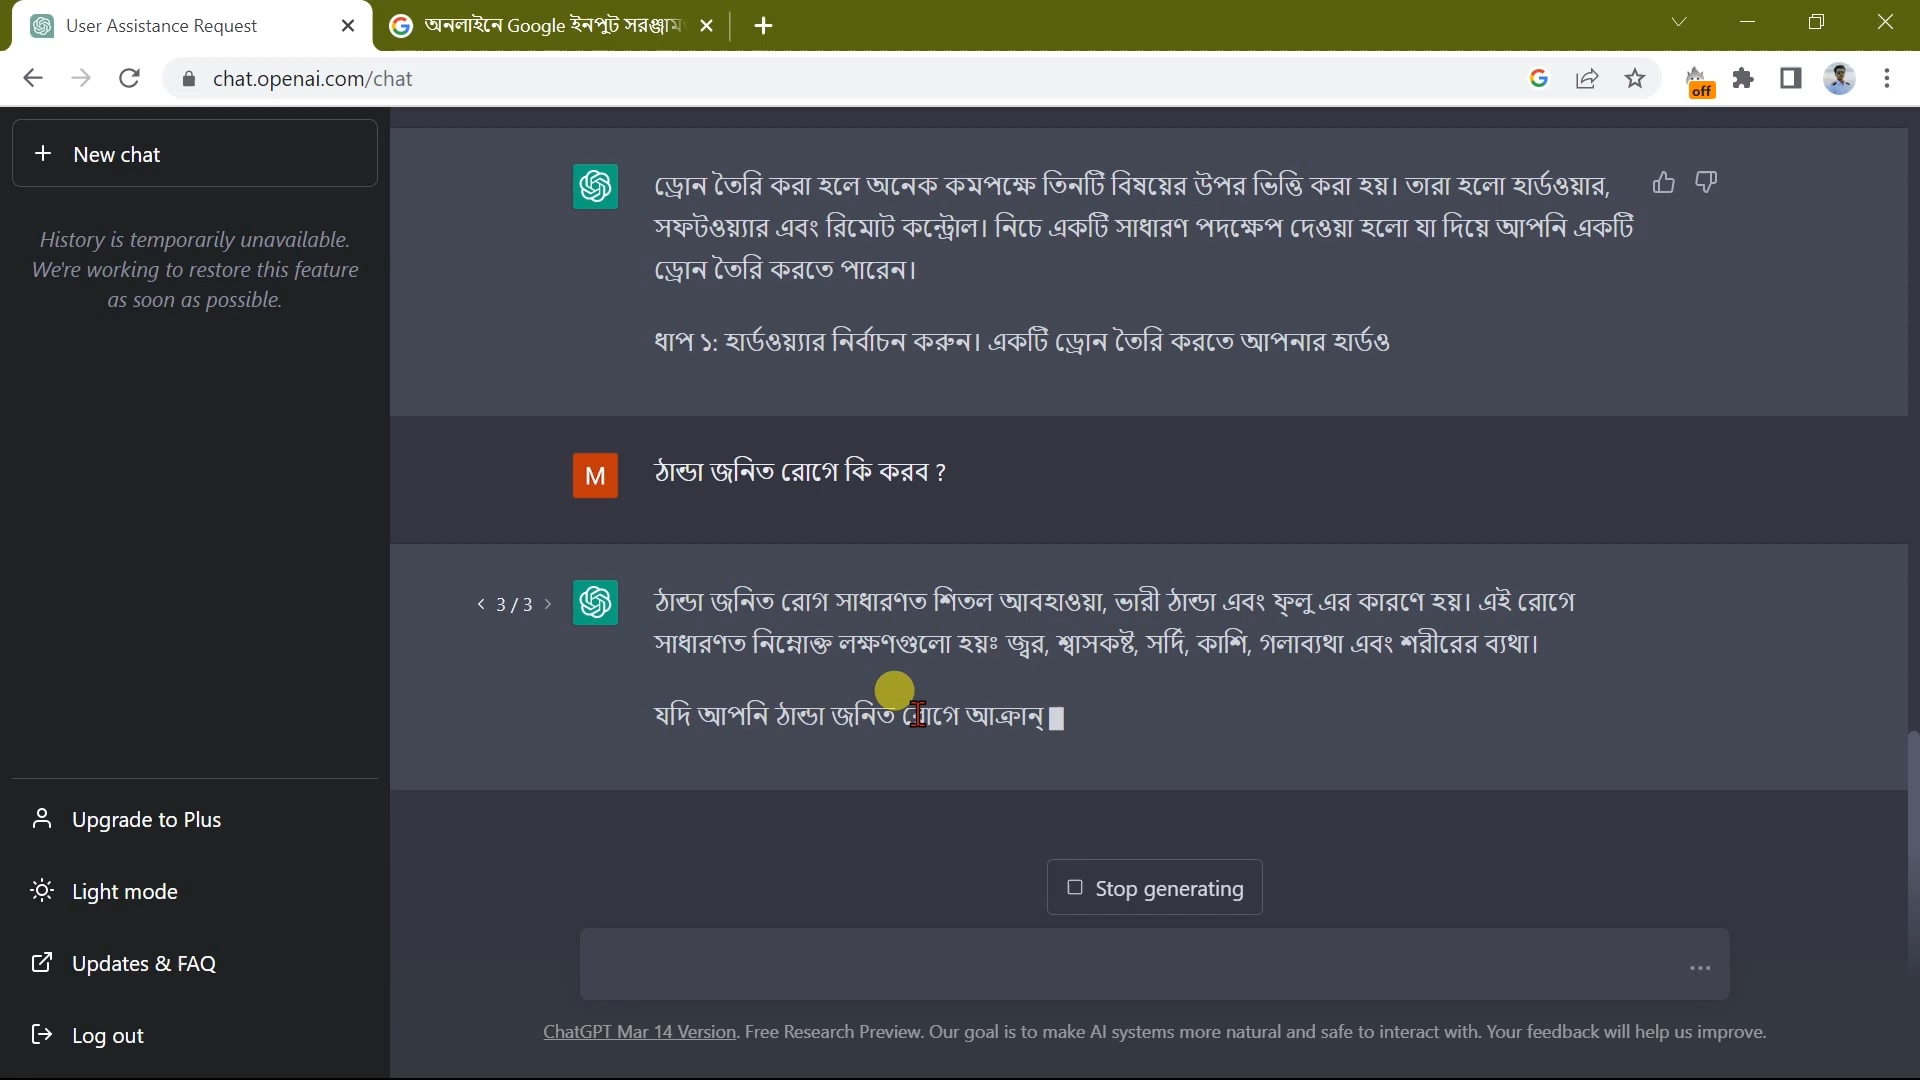 User Assistance Request
অনলাইনে Google ইনপুট সরঞ্জাম
chat.openai.com/chat
off
New chat
History is temporarily unavailable.
We're working to restore this feature
as soon as possible.
ড্রোন তৈরি করা হলে অনেক কমপক্ষে তিনটি বিষয়ের উপর ভিত্তি করা হয়। তারা হলো হার্ডওয়্যার,
সফটওয়্যার এবং রিমোট কন্ট্রোল। নিচে একটি সাধারণ পদক্ষেপ দেওয়া হলো যা দিয়ে আপনি একটি
ড্রোন তৈরি করতে পারেন।
ধাপ ১: হার্ডওয়্যার নির্বাচন করুন। একটি ড্রোন তৈরি করতে আপনার হার্ডও
M
ঠান্ডা জনিত রোগে কি করব ?
< 3 / 3 >
ঠান্ডা জনিত রোগ সাধারণত শিতল আবহাওয়া, ভারী ঠান্ডা এবং ফ্লু এর কারণে হয়। এই রোগে
সাধারণত নিম্নোক্ত লক্ষণগুলো হয়ঃ জ্বর, শ্বাসকষ্ট, সর্দি, কাশি, গলাব্যথা এবং শরীরের ব্যথা।
যদি আপনি ঠান্ডা জনিত রোগে আক্রান্
Upgrade to Plus
Light mode
Updates & FAQ
Log out
Stop generating
ChatGPT Mar 14 Version. Free Research Preview. Our goal is to make AI systems more natural and safe to interact with. Your feedback will help us improve.